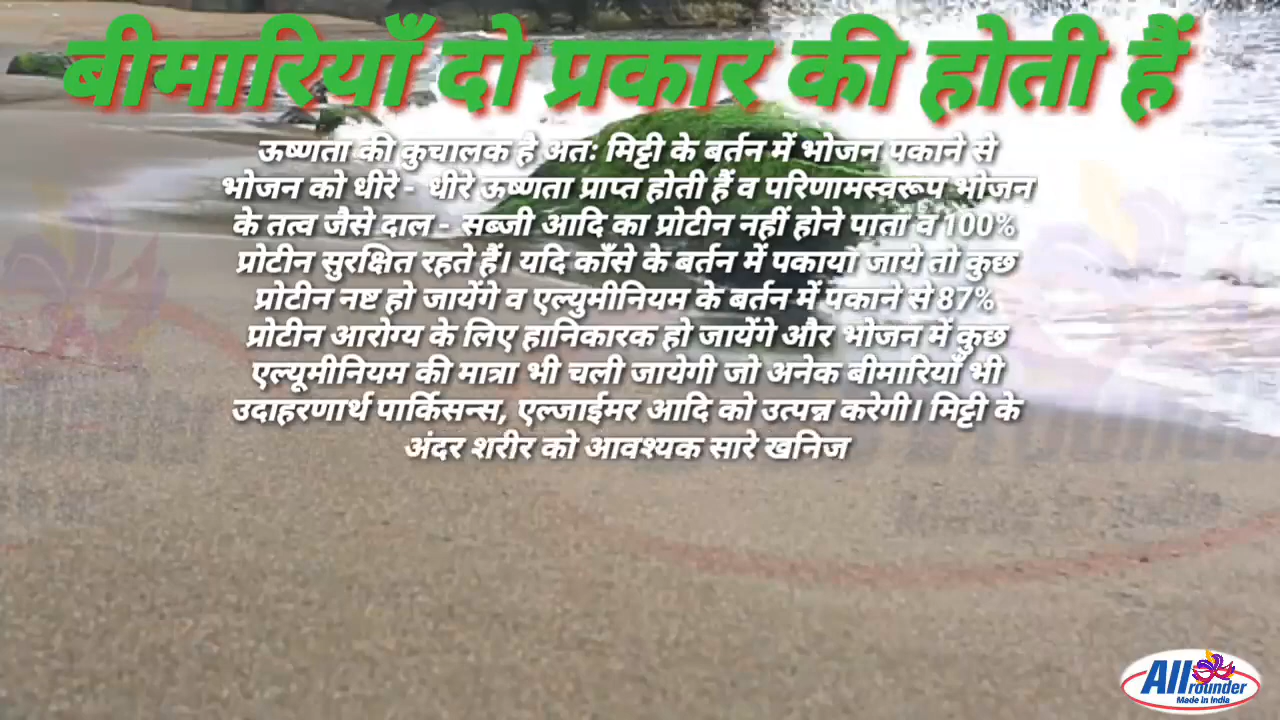 बीमारियाँ दो प्रकार की होती हैं
ऊष्णता की कुचालक है अतः मिट्टी के बर्तन में भोजन पकाने से
भोजन को धीरे - धीरे ऊष्णता प्राप्त होती हैं व परिणामस्वरूप भोजन
के तत्व जैसे दाल - सब्जी आदि का प्रोटीन नहीं होने पाता व 100%
प्रोटीन सुरक्षित रहते हैं। यदि काँसे के बर्तन में पकाया जाये तो कुछ
प्रोटीन नष्ट हो जायेंगे व एल्युमीनियम के बर्तन में पकाने से 87%
प्रोटीन आरोग्य के लिए हानिकारक हो जायेंगे और भोजन में कुछ
एल्यूमीनियम की मात्रा भी चली जायेगी जो अनेक बीमारियाँ भी
उदाहरणार्थ पार्किसन्स, एल्जाईमर आदि को उत्पन्न करेगी। मिट्टी के
अंदर शरीर को आवश्यक सारे खनिज
All rounder
Made in India